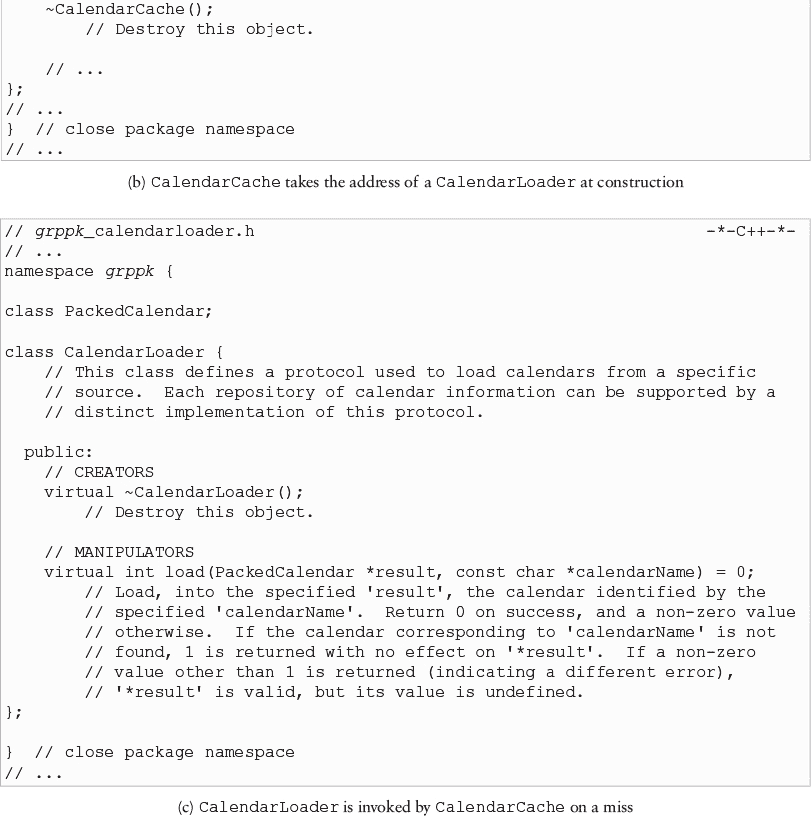 ~CalendarCache();
// Destroy this object.
// ...
};
// ...
} // close package namespace
// ...
(b) CalendarCache takes the address of a CalendarLoader at construction
// grppk_calendarloader.h -*-C++-*-
// ...
namespace grppk {
class PackedCalendar;
class CalendarLoader {
// This class defines a protocol used to load calendars from a specific
// source. Each repository of calendar information can be supported by a
// distinct implementation of this protocol.
public:
// CREATORS
virtual ~CalendarLoader();
// Destroy this object.
// MANIPULATORS
virtual int load(PackedCalendar *result, const char *calendarName) = 0;
// Load, into the specified 'result', the calendar identified by the
// specified 'calendarName'. Return 0 on success, and a non-zero value
// otherwise. If the calendar corresponding to 'calendarName' is not
// found, 1 is returned with no effect on '*result'. If a non-zero
// value other than 1 is returned (indicating a different error),
// '*result' is valid, but its value is undefined.
};
} // close package namespace
// ...
(c) CalendarLoader is invoked by CalendarCache on a miss